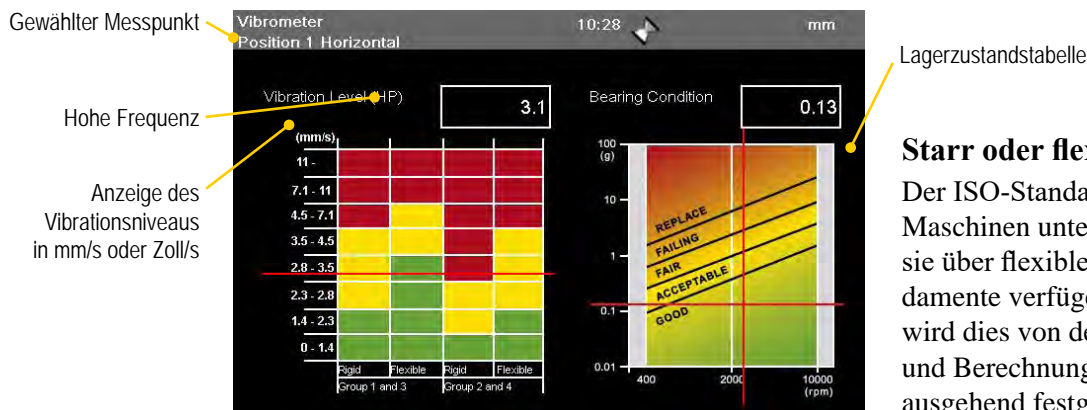 Gewählter Messpunkt
Hohe Frequenz
Anzeige des
Vibrationsniveaus
in mm/s oder Zoll/s
Vibrometer
Position 1 Horizontal
10:28
mm
Vibration Level (HP)
3.1
(mm/s)
11 -
7.1 - 11
4.5 - 7.1
3.5 - 4.5
2.8 - 3.5
2.3 - 2.8
1.4 - 2.3
0 - 1.4
Rigid Flexible Rigid Flexible
Group 1 and 3 Group 2 and 4
Bearing Condition
0.13
100
(g)
10
1
0.1
0.01
REPLACE
FAILING
FAIR
ACCEPTABLE
GOOD
400 2000 10000
(rpm)
Lagerzustandstabelle
Starr oder fle
Der ISO-Standa
Maschinen unte
sie über flexible
damente verfüg
wird dies von de
und Berechnung
ausgehend festg